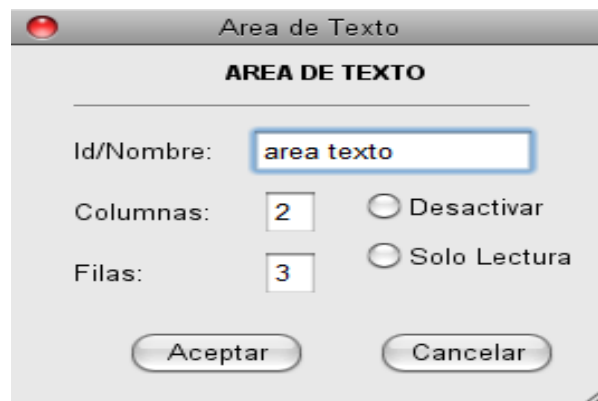 Area de Texto
AREA DE TEXTO
Id/Nombre: area texto
Columnas: 2 Desactivar
Filas: 3 Solo Lectura
Aceptar Cancelar